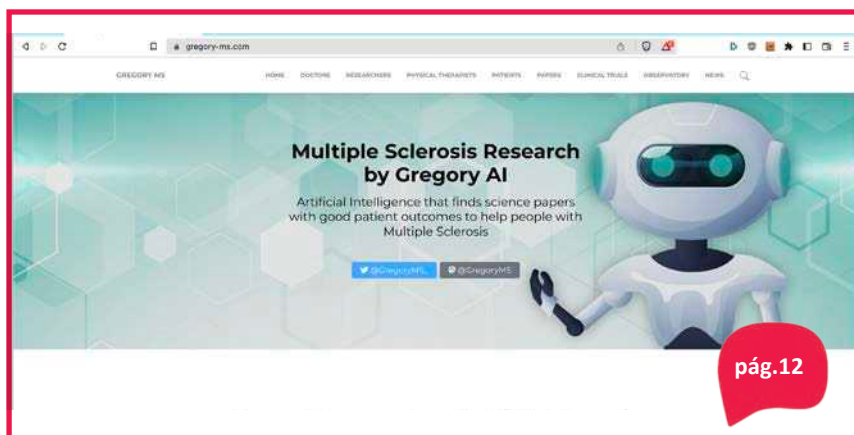 gregory-ms.com
GREGORY MS
HOME DOCTORS RESEARCHERS PHYSICAL THERAPISTS PATIENTS PAPERS CLINICAL TRIALS OBSERVATORY NEWS
Multiple Sclerosis Research
by Gregory AI
Artificial Intelligence that finds science papers
with good patient outcomes to help people with
Multiple Sclerosis
@GregoryMS_ @GregoryMS
pág.12